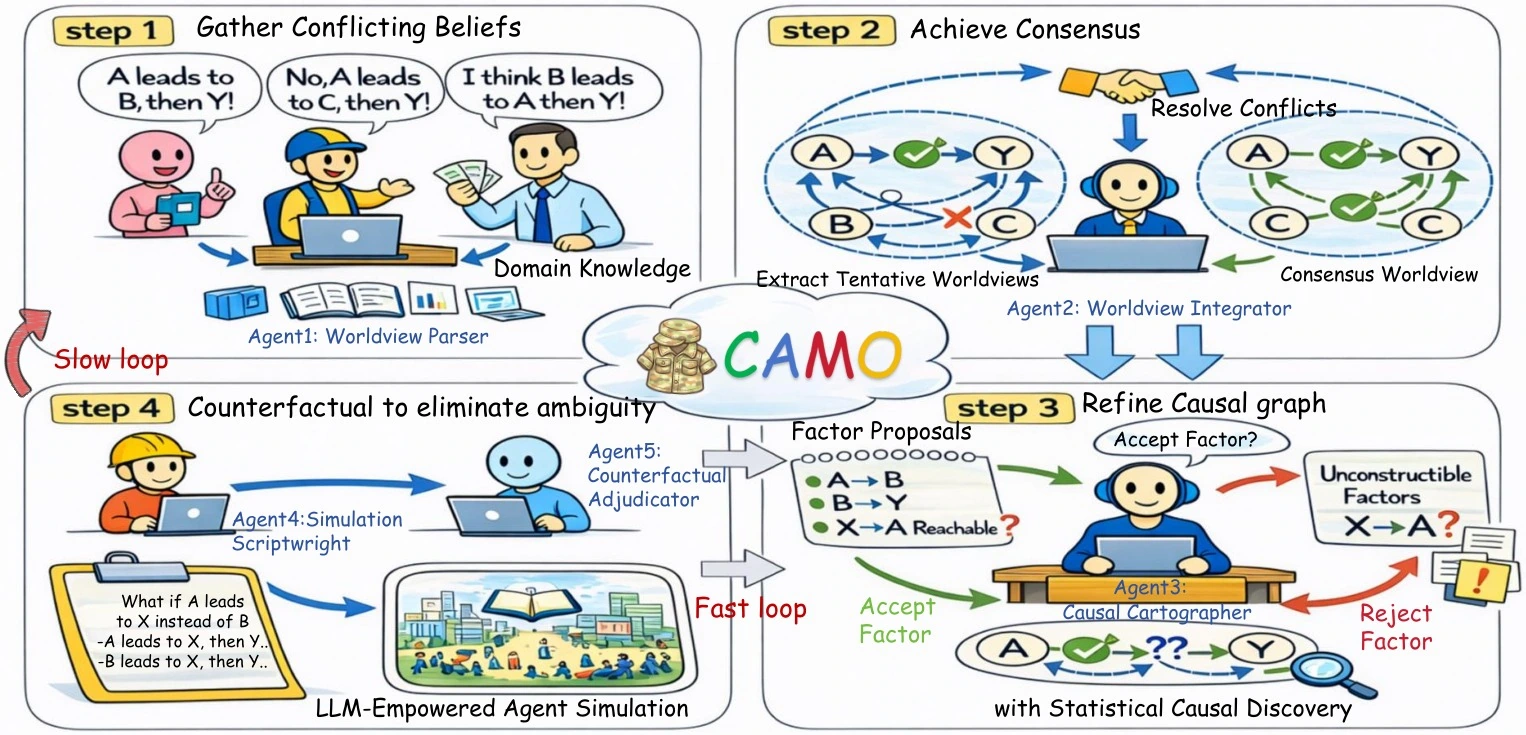 step 1 Gather Conflicting Beliefs
A leads to
B, then Y!
No, A leads
to C, then Y!
I think B leads
to A then Y!
Domain Knowledge
Agent1: Worldview Parser
Slow loop
step 2 Achieve Consensus
Resolve Conflicts
A
Y
B
C
A
Y
C
C
Extract Tentative Worldviews
Consensus Worldview
Agent2: Worldview Integrator
CAMO
step 4 Counterfactual to eliminate ambiguity
Agent5:
Counterfactual
Adjudicator
Agent4:Simulation
Scriptwright
What if A leads
to X instead of B
-A leads to X, then Y..
-B leads to X, then Y..
LLM-Empowered Agent Simulation
Fast loop
step 3 Refine Causal graph
Factor Proposals
A→B
B→Y
X→A Reachable?
Accept Factor?
Unconstructible
Factors
X→A?
!
Agent3:
Causal Cartographer
Accept
Factor
Reject
Factor
A
??
Y
with Statistical Causal Discovery